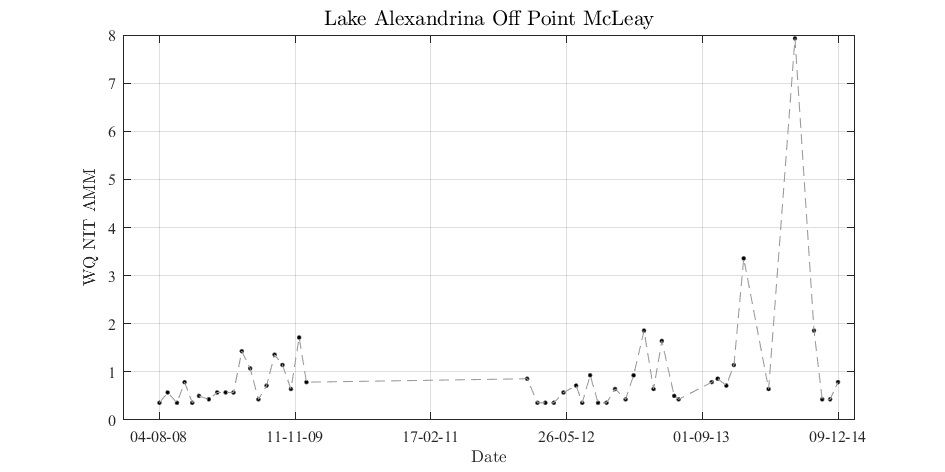 Lake Alexandrina Off Point McLeay
WQ NIT AMM
8
7
6
5
4
3
2
1
0
04-08-08 11-11-09 17-02-11 26-05-12 01-09-13 09-12-14
Date